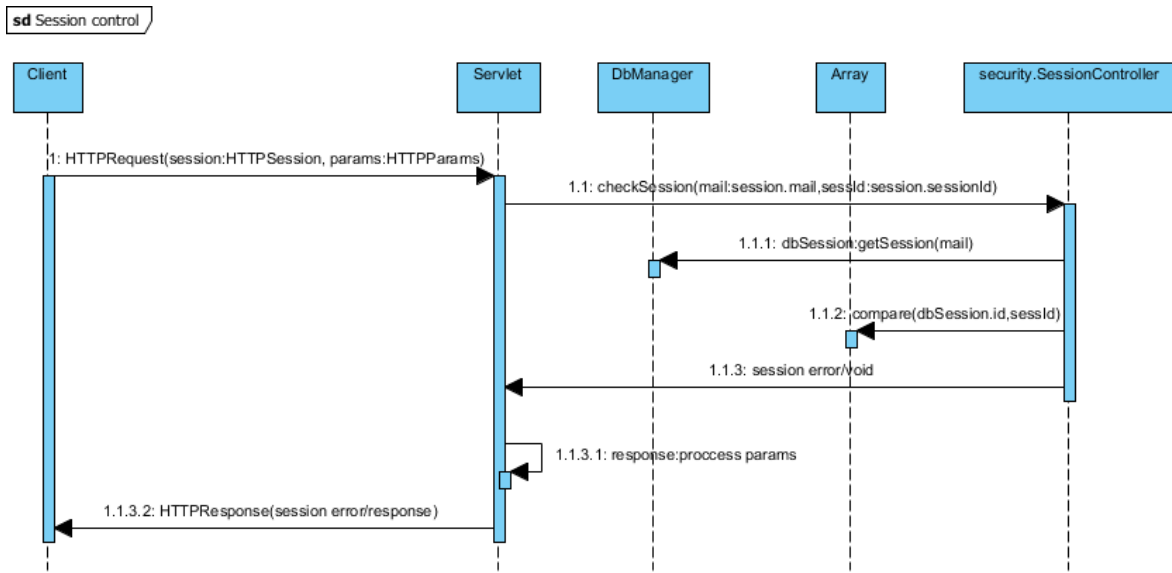 sd Session control
Client
Servlet
DbManager
Array
security.SessionController
1: HTTPRequest(session:HTTPSession, params:HTTPParams)
1.1: checkSession(mail:session.mail,sessId:session.sessionId)
1.1.1: dbSession:getSession(mail)
1.1.2: compare(dbSession.id,sessId)
1.1.3: session error/void
1.1.3.1: response:proccess params
1.1.3.2: HTTPResponse(session error/response)